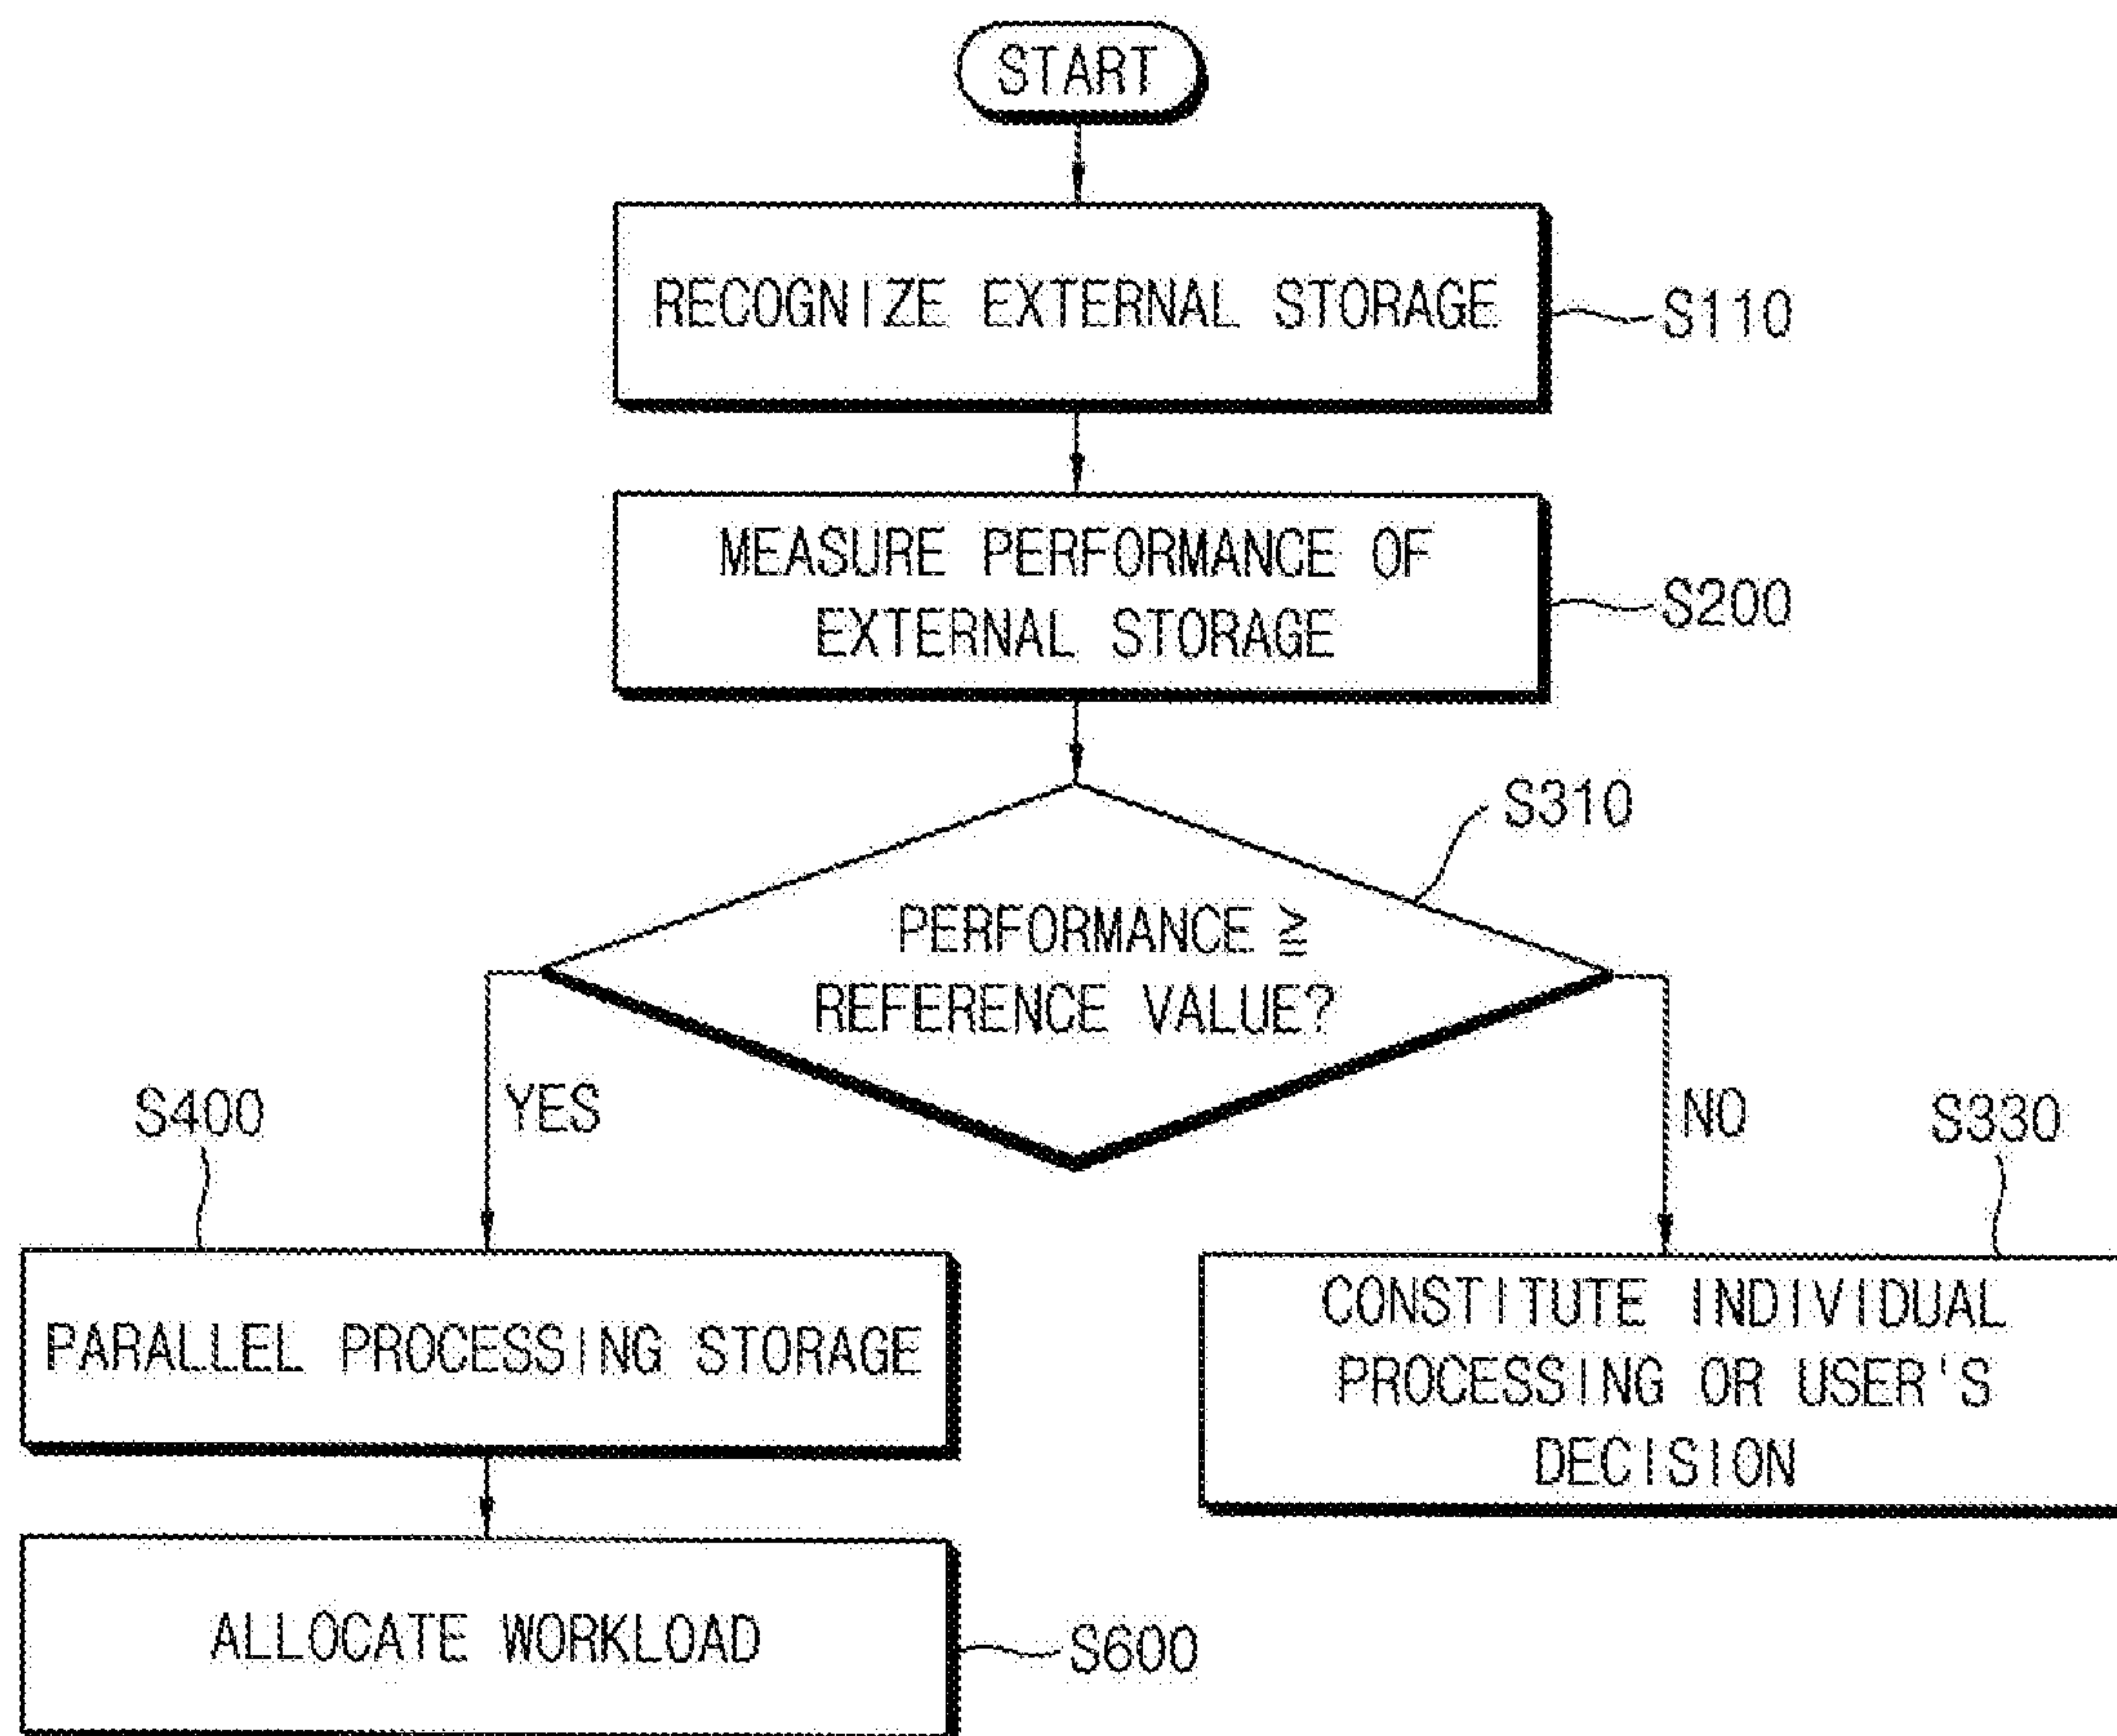 START
RECOGNIZE EXTERNAL STORAGE
S110
MEASURE PERFORMANCE OF
EXTERNAL STORAGE
S200
S310
PERFORMANCE ≧
REFERENCE VALUE?
YES
NO
S400
S330
PARALLEL PROCESSING STORAGE
CONSTITUTE INDIVIDUAL
PROCESSING OR USER'S
DECISION
ALLOCATE WORKLOAD
S600